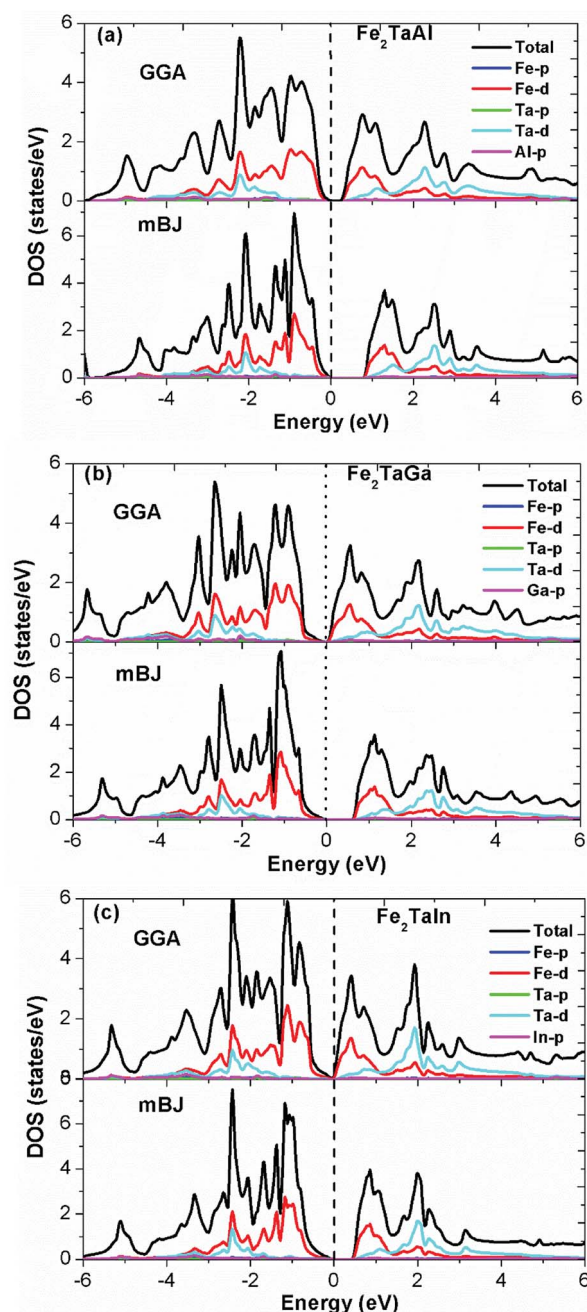 (a)
Fe₂TaAl
GGA
Total
Fe-p
Fe-d
Ta-p
Ta-d
Al-p
6
4
2
0
mBJ
6
4
2
0
DOS (states/eV)
-6 -4 -2 0 2 4 6
Energy (eV)
(b)
Fe₂TaGa
GGA
Total
Fe-p
Fe-d
Ta-p
Ta-d
Ga-p
6
4
2
0
mBJ
6
4
2
0
DOS (states/eV)
-6 -4 -2 0 2 4 6
Energy (eV)
(c)
Fe₂TaIn
GGA
Total
Fe-p
Fe-d
Ta-p
Ta-d
In-p
6
4
2
mBJ
6
4
2
0
DOS (states/eV)
-6 -4 -2 0 2 4 6
Energy (eV)